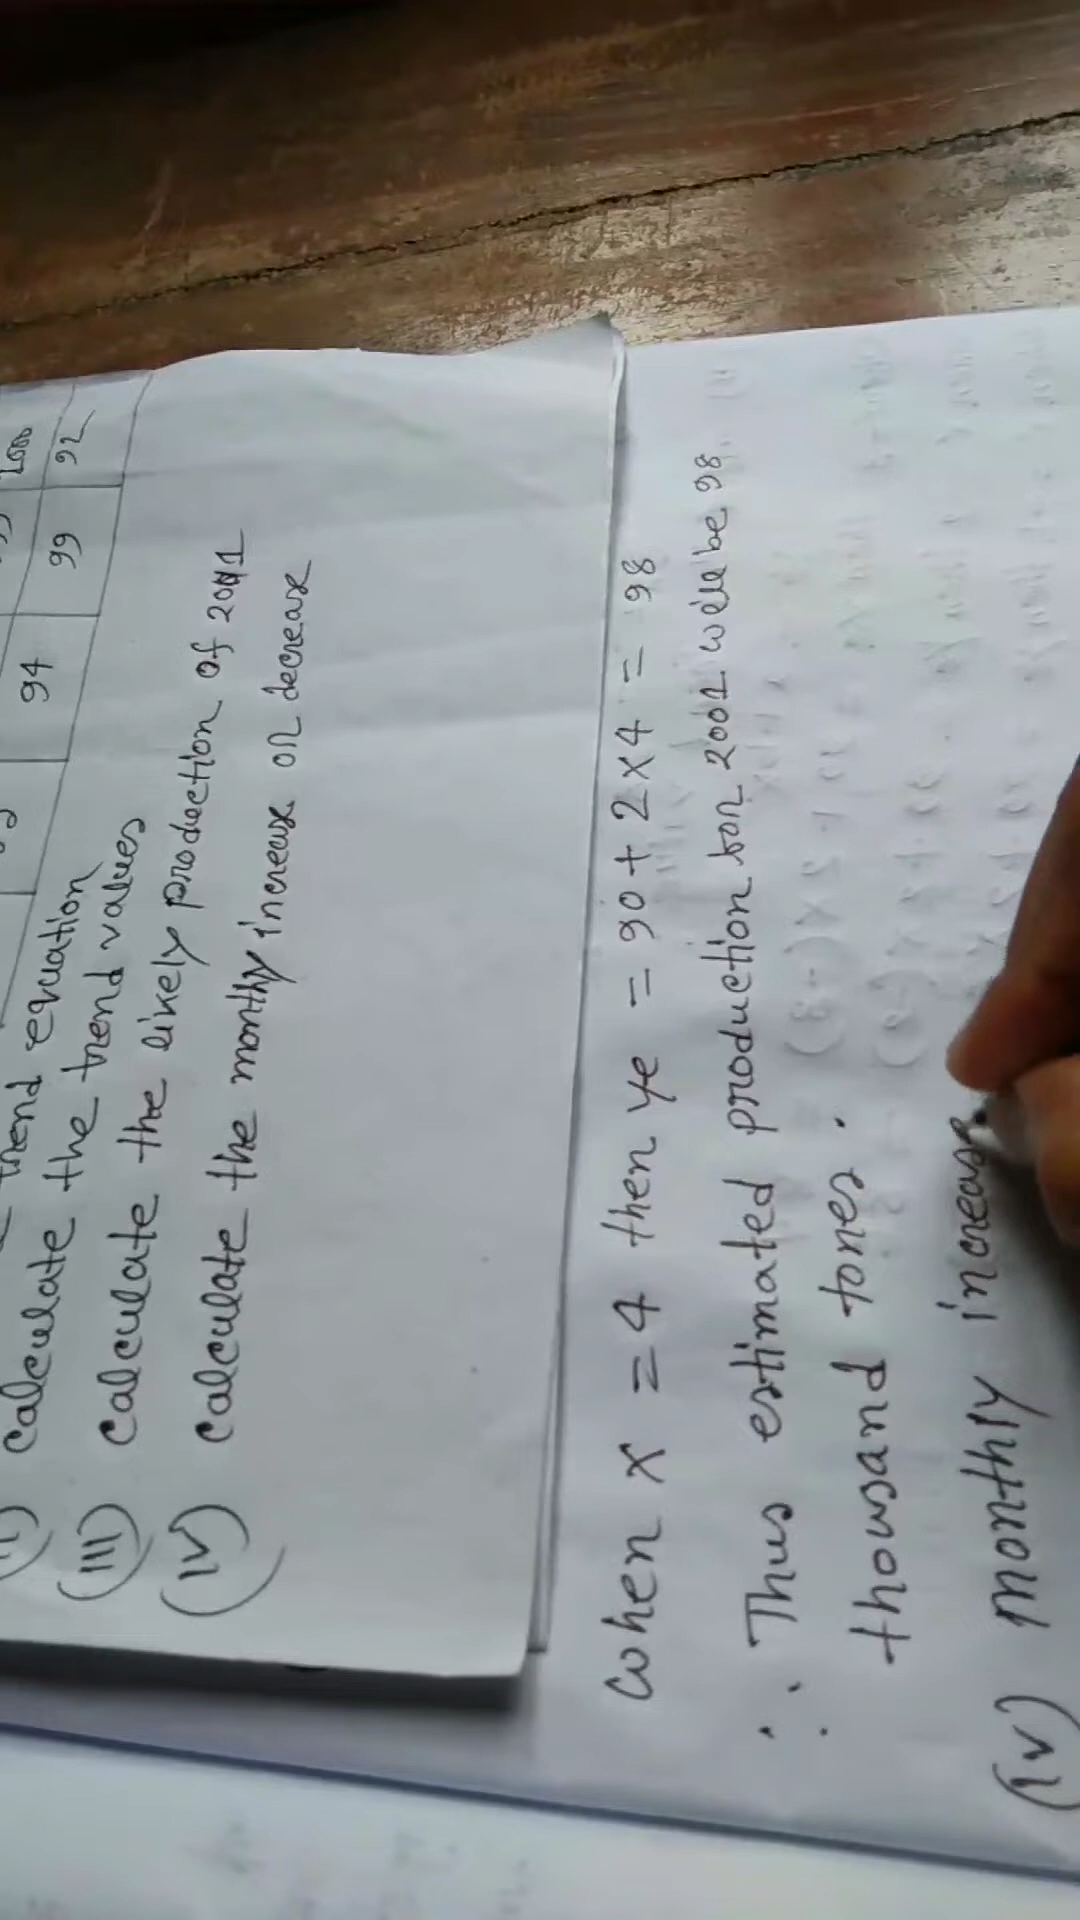 2000
94 99 92
trend equation
calculate the trend values
(III) calculate the likely production of 2001
(IV) calculate the monthly increase or decrease
when x = 4 then ye = 90 + 2 x 4 = 98
∴ Thus estimated production for 2001 will be 98
thousand tones.
(IV) monthly increase